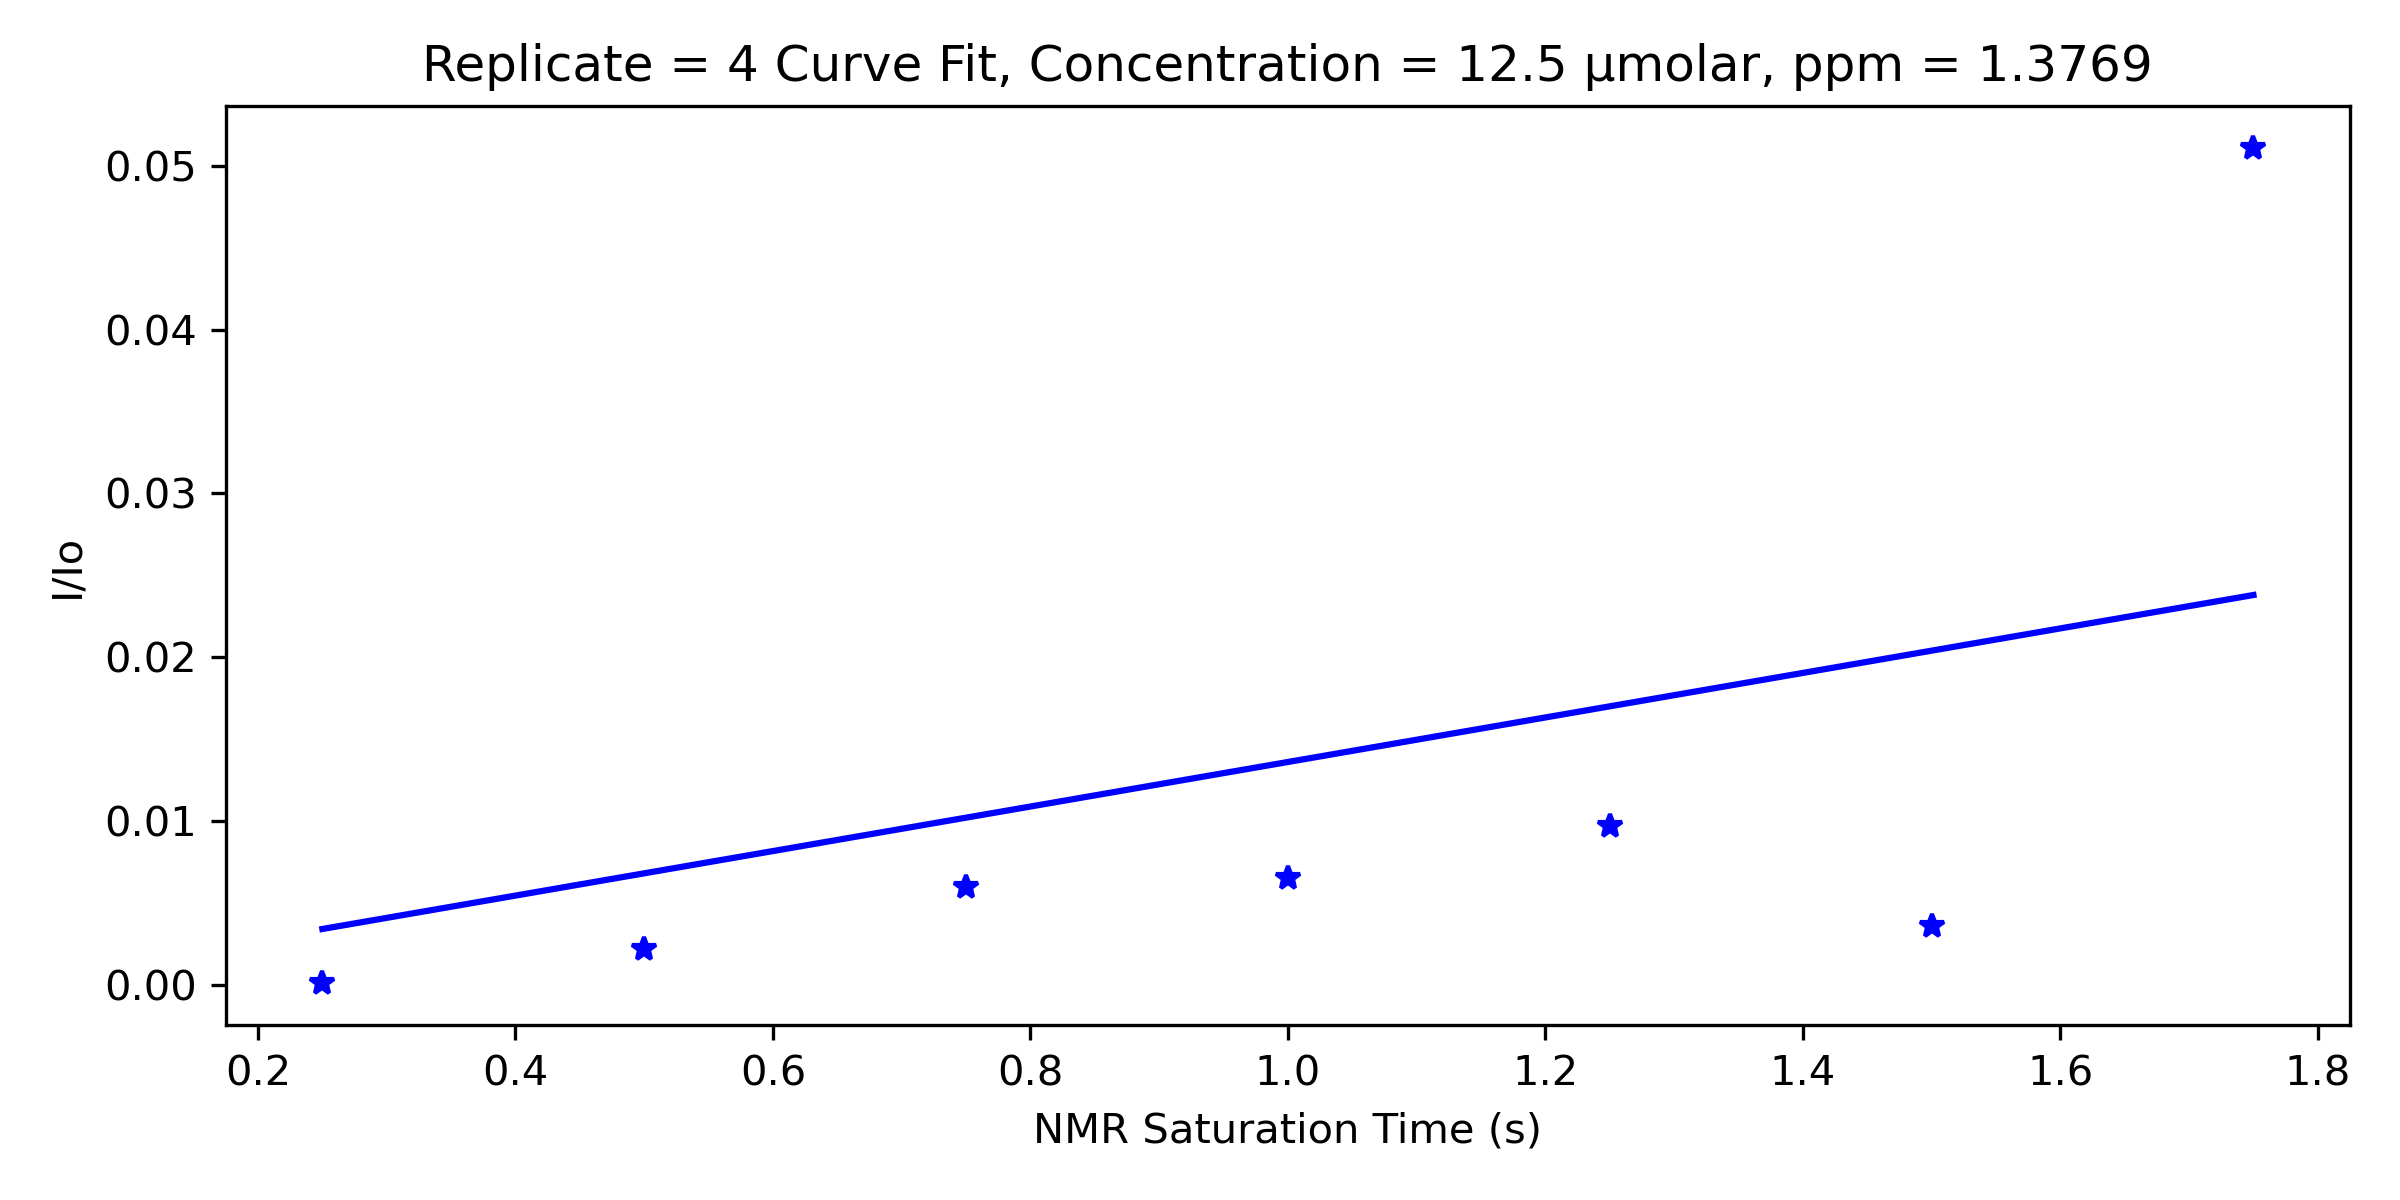 Replicate = 4 Curve Fit, Concentration = 12.5 µmolar, ppm = 1.3769
0.05
0.04
0.03
0.02
0.01
0.00
I/Io
0.2 0.4 0.6 0.8 1.0 1.2 1.4 1.6 1.8
NMR Saturation Time (s)